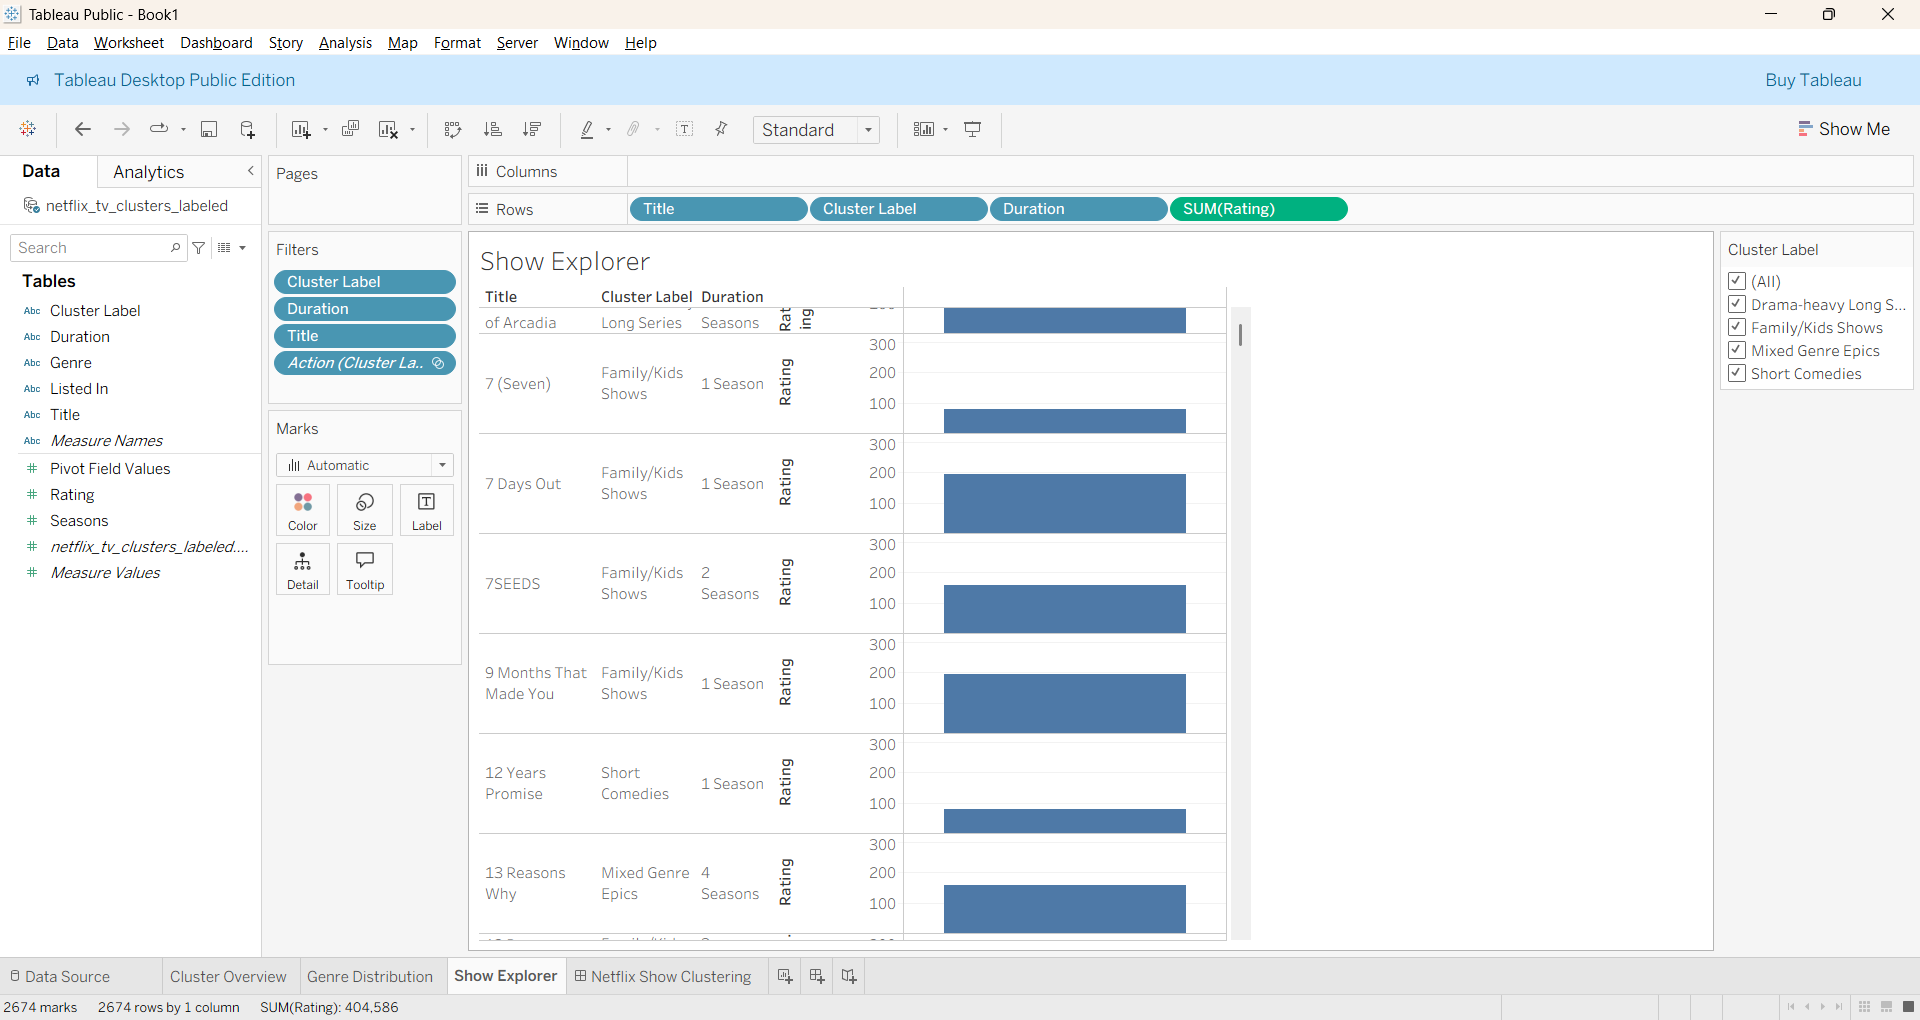 Tableau Public - Book1
File Data Worksheet Dashboard Story Analysis Map Format Server Window Help
Tableau Desktop Public Edition
Buy Tableau
Standard
Show Me
Data
Analytics
netflix_tv_clusters_labeled
Search
Tables
Abc Cluster Label
Abc Duration
Abc Genre
Abc Listed In
Abc Title
Abc Measure Names
# Pivot Field Values
# Rating
# Seasons
# netflix_tv_clusters_labeled....
# Measure Values
Pages
Filters
Cluster Label
Duration
Title
Action (Cluster La..
Marks
Automatic
Color Size Label
Detail Tooltip
Columns
Rows Title Cluster Label Duration SUM(Rating)
Show Explorer
Title Cluster Label Duration
of Arcadia Long Series Seasons
7 (Seven) Family/Kids Shows 1 Season Rating 300 200 100
7 Days Out Family/Kids Shows 1 Season Rating 300 200 100
7SEEDS Family/Kids Shows 2 Seasons Rating 300 200 100
9 Months That Made You Family/Kids Shows 1 Season Rating 300 200 100
12 Years Promise Short Comedies 1 Season Rating 300 200 100
13 Reasons Why Mixed Genre Epics 4 Seasons Rating 300 200 100
Cluster Label
(All)
Drama-heavy Long S...
Family/Kids Shows
Mixed Genre Epics
Short Comedies
Data Source Cluster Overview Genre Distribution Show Explorer Netflix Show Clustering
2674 marks 2674 rows by 1 column SUM(Rating): 404,586